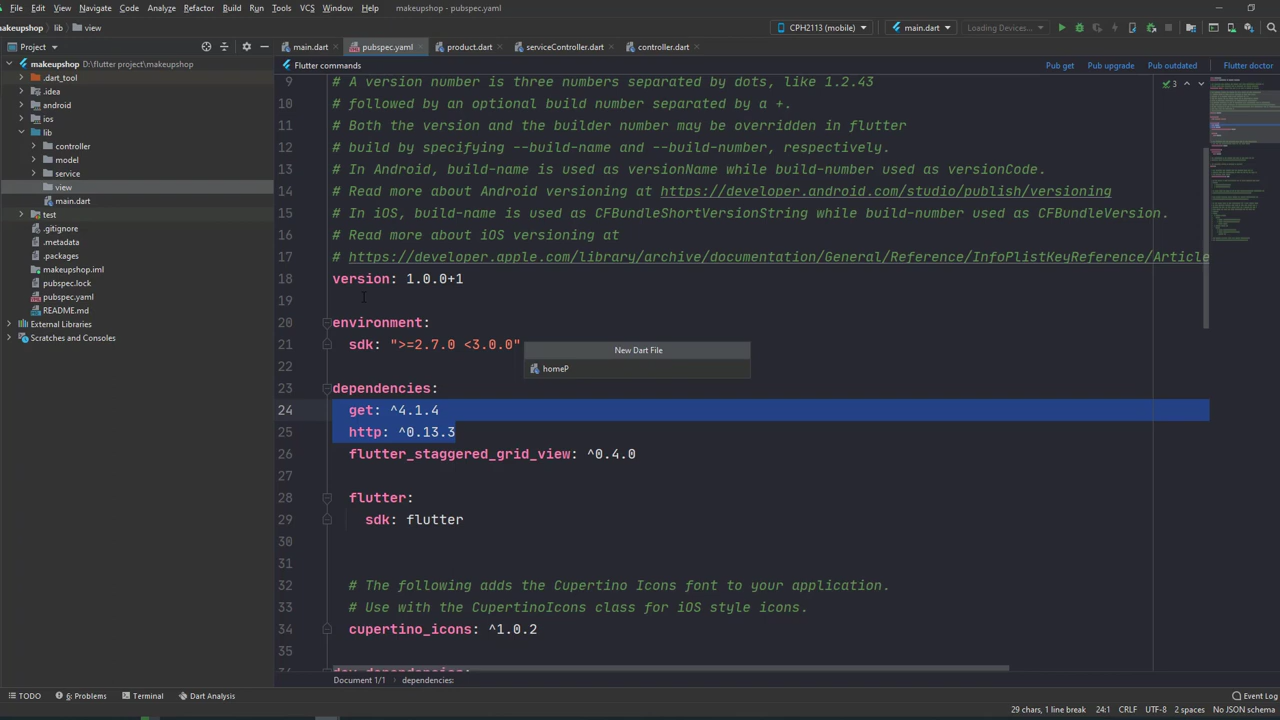 File Edit View Navigate Code Analyze Refactor Build Run Tools VCS Window Help makeupshop - pubspec.yaml
makeupshop lib view CPH2113 (mobile) main.dart Loading Devices...
Project main.dart pubspec.yaml product.dart serviceController.dart controller.dart
makeupshop D:\flutter project\makeupshop
Flutter commands Pub get Pub upgrade Pub outdated Flutter doctor
.dart_tool
.idea
android
ios
lib
controller
model
service
view
main.dart
test
.gitignore
.metadata
.packages
makeupshop.iml
pubspec.lock
pubspec.yaml
README.md
External Libraries
Scratches and Consoles
3
9 # A version number is three numbers separated by dots, like 1.2.43
10 # followed by an optional build number separated by a +.
11 # Both the version and the builder number may be overridden in flutter
12 # build by specifying --build-name and --build-number, respectively.
13 # In Android, build-name is used as versionName while build-number used as versionCode.
14 # Read more about Android versioning at https://developer.android.com/studio/publish/versioning
15 # In iOS, build-name is used as CFBundleShortVersionString while build-number used as CFBundleVersion.
16 # Read more about iOS versioning at
17 # https://developer.apple.com/library/archive/documentation/General/Reference/InfoPlistKeyReference/Article
18 version: 1.0.0+1
19
20 environment:
21 sdk: ">=2.7.0 <3.0.0"
New Dart File
homeP
22
23 dependencies:
24 get: ^4.1.4
25 http: ^0.13.3
26 flutter_staggered_grid_view: ^0.4.0
27
28 flutter:
29 sdk: flutter
30
31
32 # The following adds the Cupertino Icons font to your application.
33 # Use with the CupertinoIcons class for iOS style icons.
34 cupertino_icons: ^1.0.2
35
36 dev_dependencies:
Document 1/1 dependencies:
TODO 6: Problems Terminal Dart Analysis Event Log
29 chars, 1 line break 24:1 CRLF UTF-8 2 spaces No JSON schema